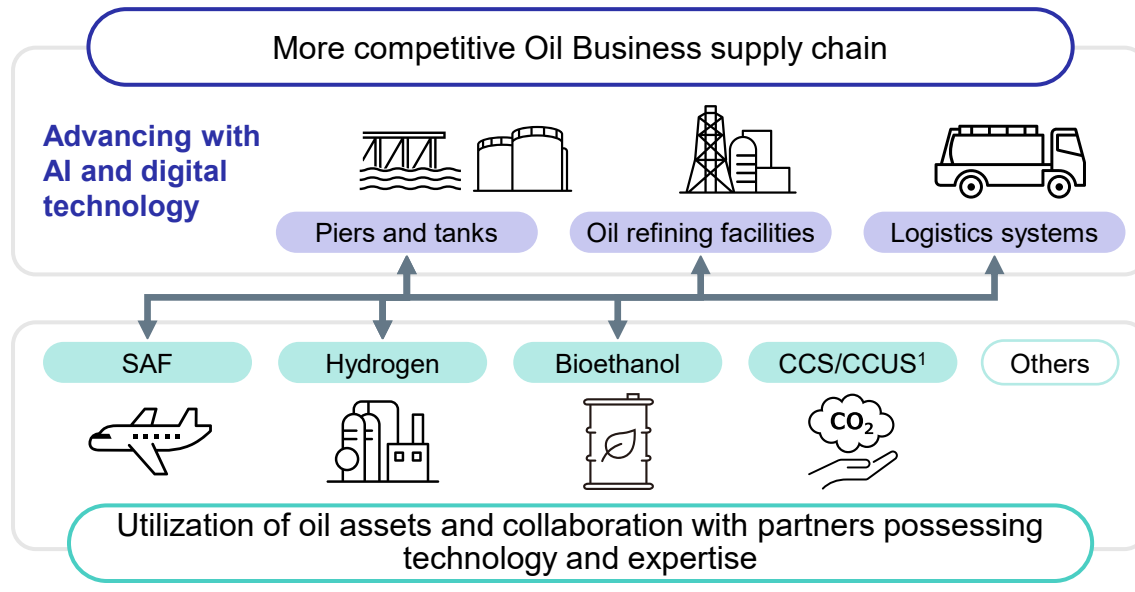 More competitive Oil Business supply chain
Advancing with
AI and digital
technology
Piers and tanks
Oil refining facilities
Logistics systems
SAF
Hydrogen
Bioethanol
CCS/CCUS¹
Others
CO₂
Utilization of oil assets and collaboration with partners possessing
technology and expertise